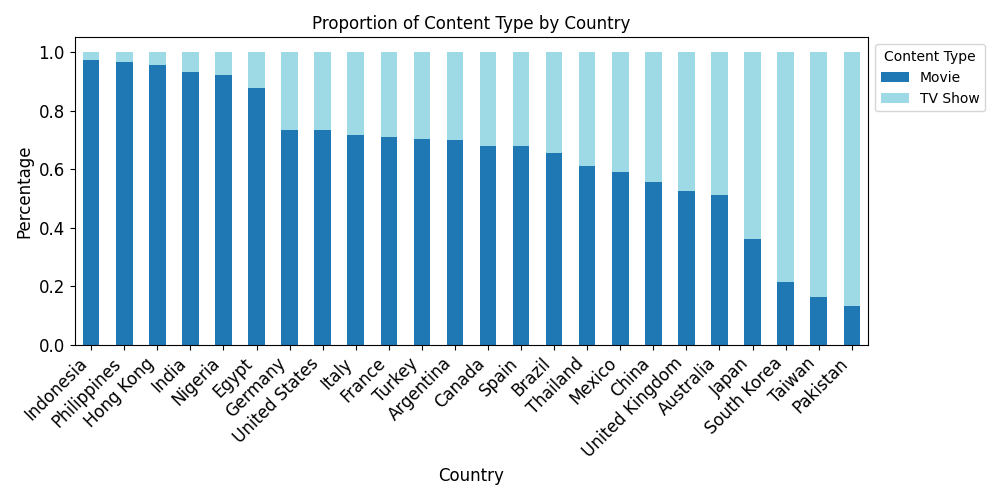 Proportion of Content Type by Country
Content Type
Movie
TV Show
Percentage
1.0
0.8
0.6
0.4
0.2
0.0
Indonesia
Philippines
Hong Kong
India
Nigeria
Egypt
Germany
United States
Italy
France
Turkey
Argentina
Canada
Spain
Brazil
Thailand
Mexico
China
United Kingdom
Australia
Japan
South Korea
Taiwan
Pakistan
Country